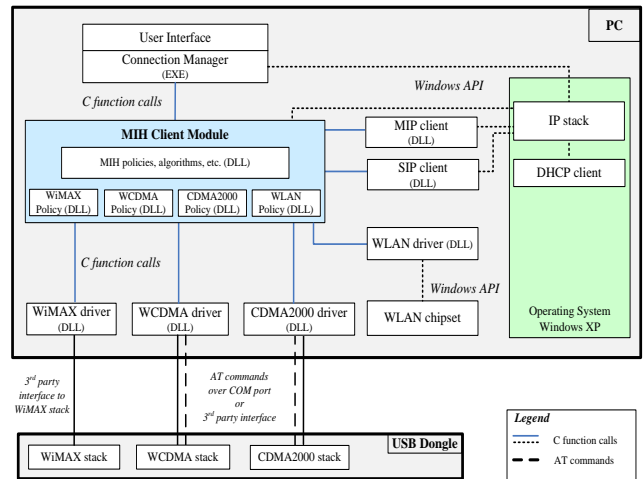 PC
User Interface
Connection Manager
(EXE)
Windows API
C function calls
MIH Client Module
MIH policies, algorithms, etc. (DLL)
WiMAX
Policy (DLL)
WCDMA
Policy (DLL)
CDMA2000
Policy (DLL)
WLAN
Policy (DLL)
MIP client
(DLL)
SIP client
(DLL)
IP stack
DHCP client
WLAN driver (DLL)
C function calls
Windows API
WiMAX driver
(DLL)
WCDMA driver
(DLL)
CDMA2000 driver
(DLL)
WLAN chipset
Operating System
Windows XP
3rd party
interface to
WiMAX stack
AT commands
over COM port
or
3rd party interface
USB Dongle
WiMAX stack
WCDMA stack
CDMA2000 stack
Legend
C function calls
AT commands